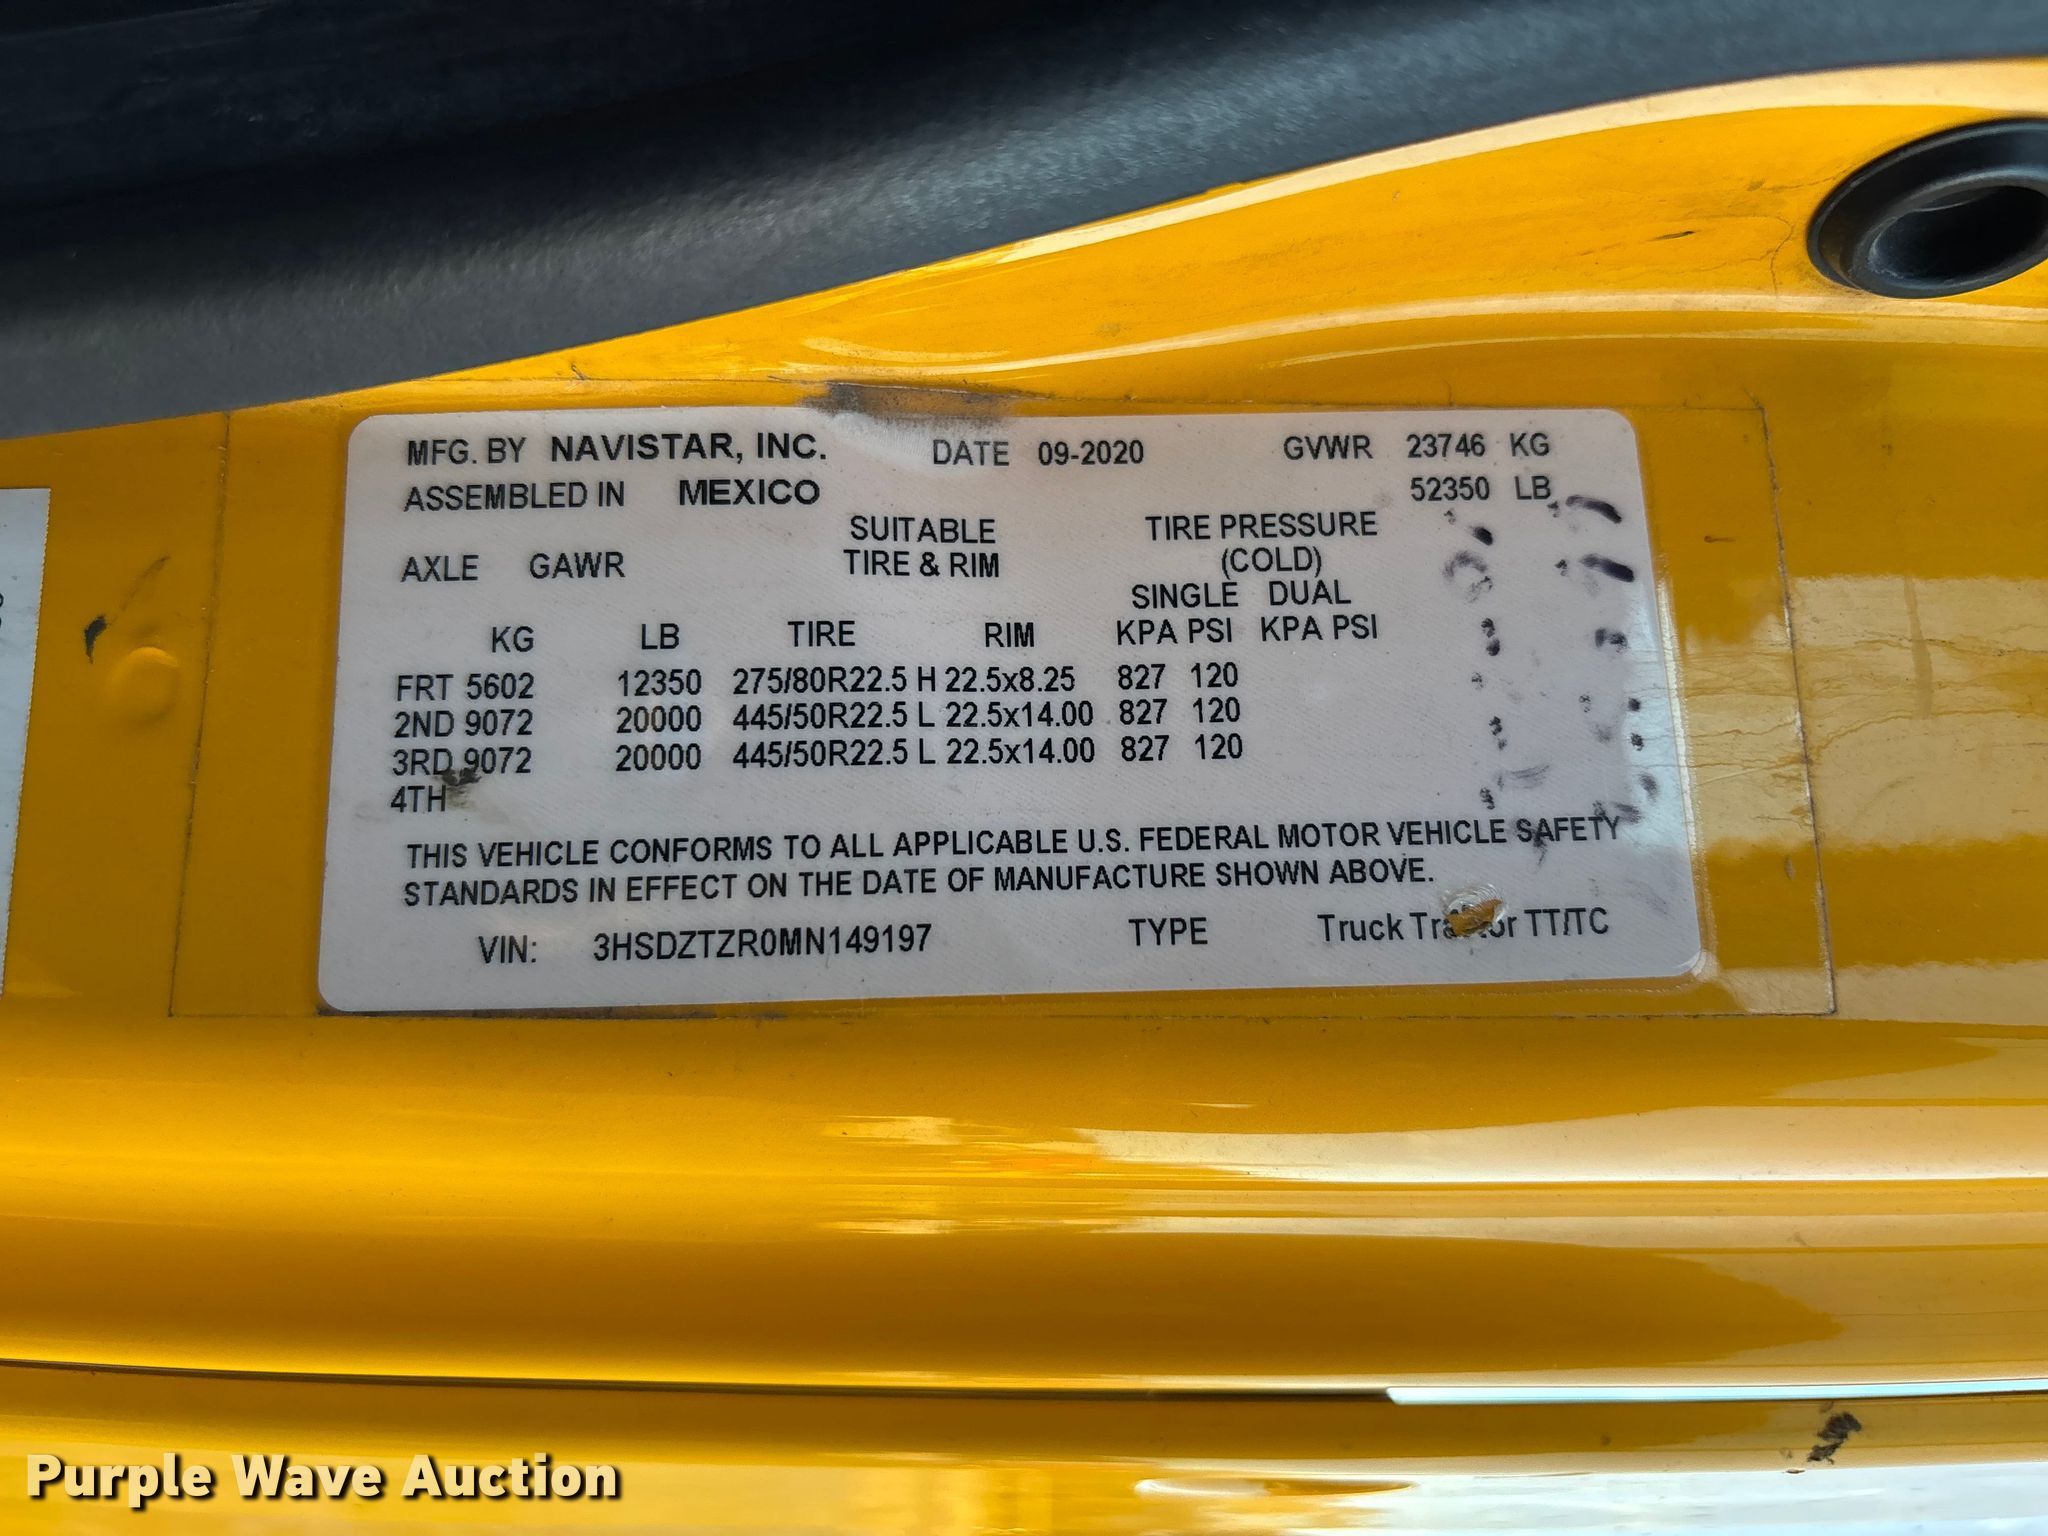 MFG. BY NAVISTAR, INC. DATE 09-2020 GVWR 23746 KG
ASSEMBLED IN MEXICO 52350 LB
SUITABLE TIRE PRESSURE
AXLE GAWR TIRE & RIM (COLD)
SINGLE DUAL
KG LB TIRE RIM KPA PSI KPA PSI
FRT 5602 12350 275/80R22.5 H 22.5x8.25 827 120
2ND 9072 20000 445/50R22.5 L 22.5x14.00 827 120
3RD 9072 20000 445/50R22.5 L 22.5x14.00 827 120
4TH
THIS VEHICLE CONFORMS TO ALL APPLICABLE U.S. FEDERAL MOTOR VEHICLE SAFETY
STANDARDS IN EFFECT ON THE DATE OF MANUFACTURE SHOWN ABOVE.
VIN: 3HSDZTZR0MN149197 TYPE Truck Tractor TT/TC
Purple Wave Auction